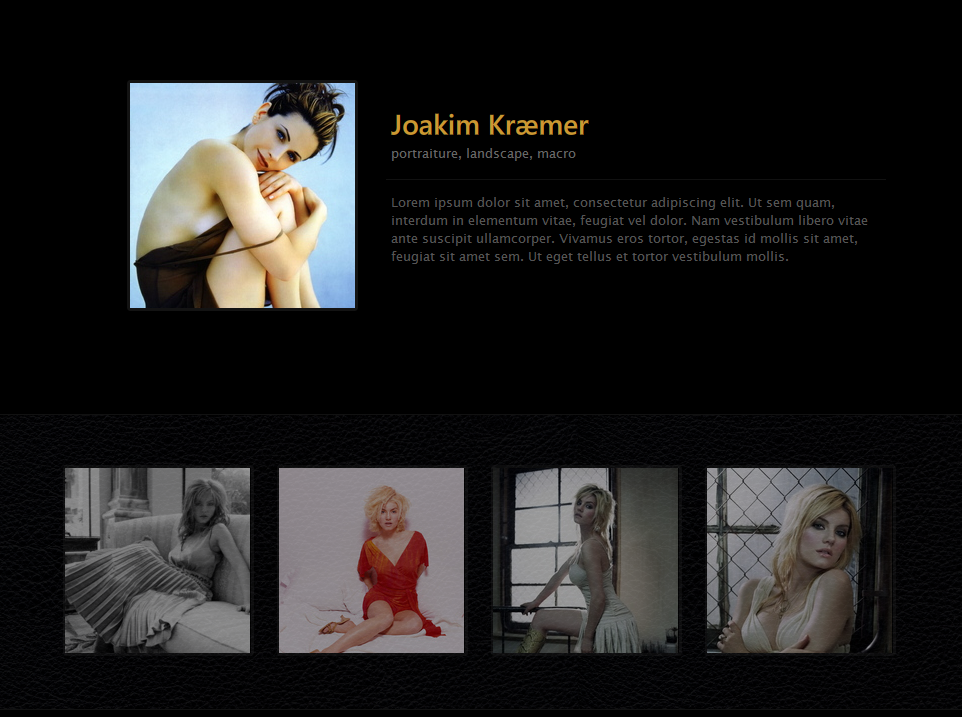 Joakim Kræmer
portraiture, landscape, macro
Lorem ipsum dolor sit amet, consectetur adipiscing elit. Ut sem quam,
interdum in elementum vitae, feugiat vel dolor. Nam vestibulum libero vitae
ante suscipit ullamcorper. Vivamus eros tortor, egestas id mollis sit amet,
feugiat sit amet sem. Ut eget tellus et tortor vestibulum mollis.